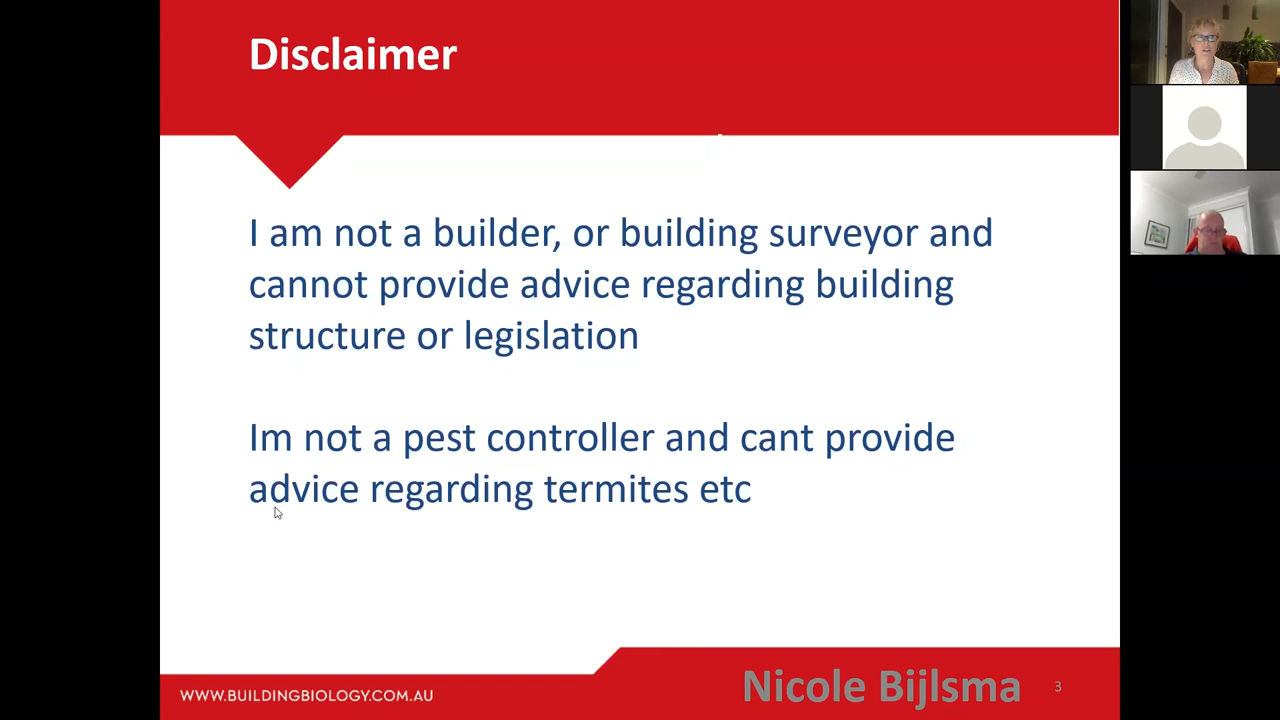 Disclaimer
I am not a builder, or building surveyor and
cannot provide advice regarding building
structure or legislation
Im not a pest controller and cant provide
advice regarding termites etc
WWW.BUILDINGBIOLOGY.COM.AU
Nicole Bijlsma
3